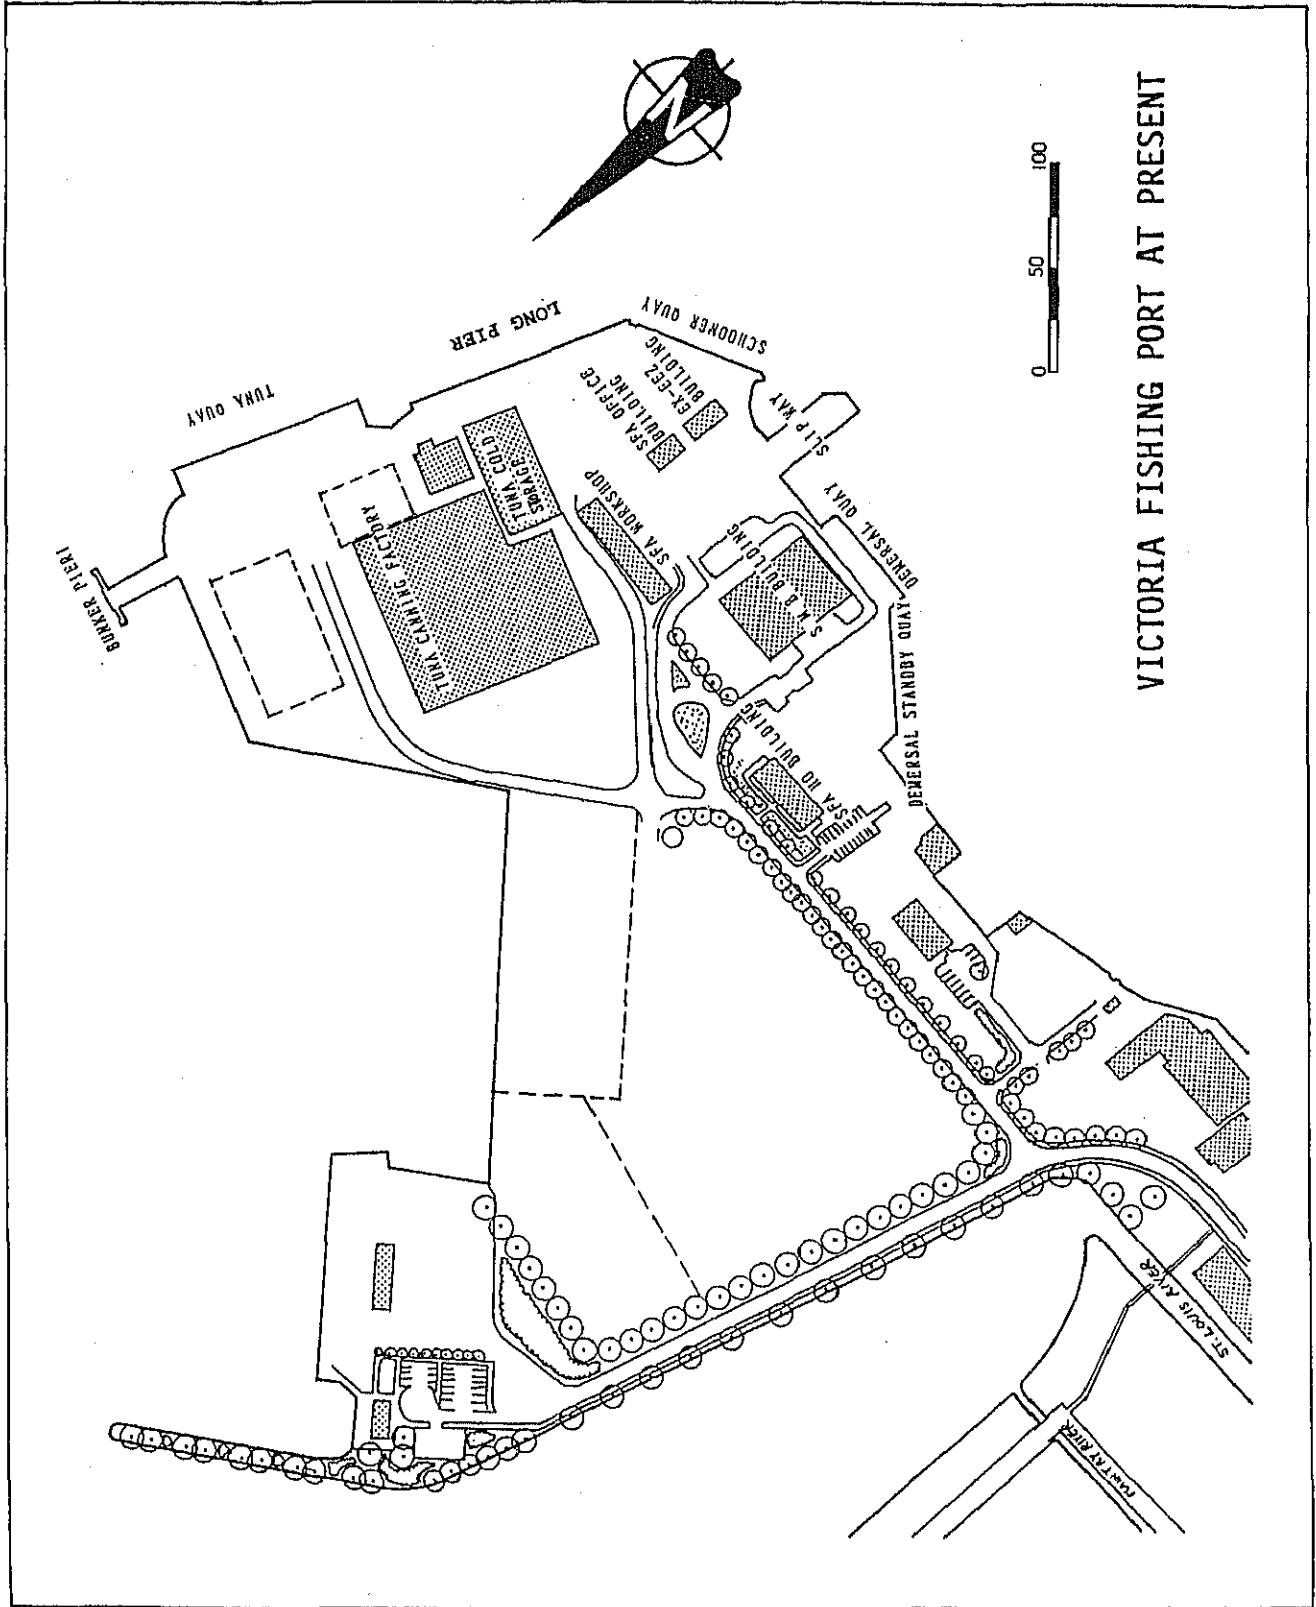 VICTORIA FISHING PORT AT PRESENT
0
50
100
N
BUNKER PIER1
TUNA QUAY
LONG PIER
SCHOONER QUAY
SLIP WAY
DEMERSAL QUAY
DEMERSAL STANDBY QUAY
TUNA CANNING FACTORY
TUNA COLD
STORAGE
SFA WORKSHOP
SFA OFFICE
BUILDING
EX-EEZ
BUILDING
S M B BUILDING
SFA HQ BUILDING
ST. LOUIS RIVER